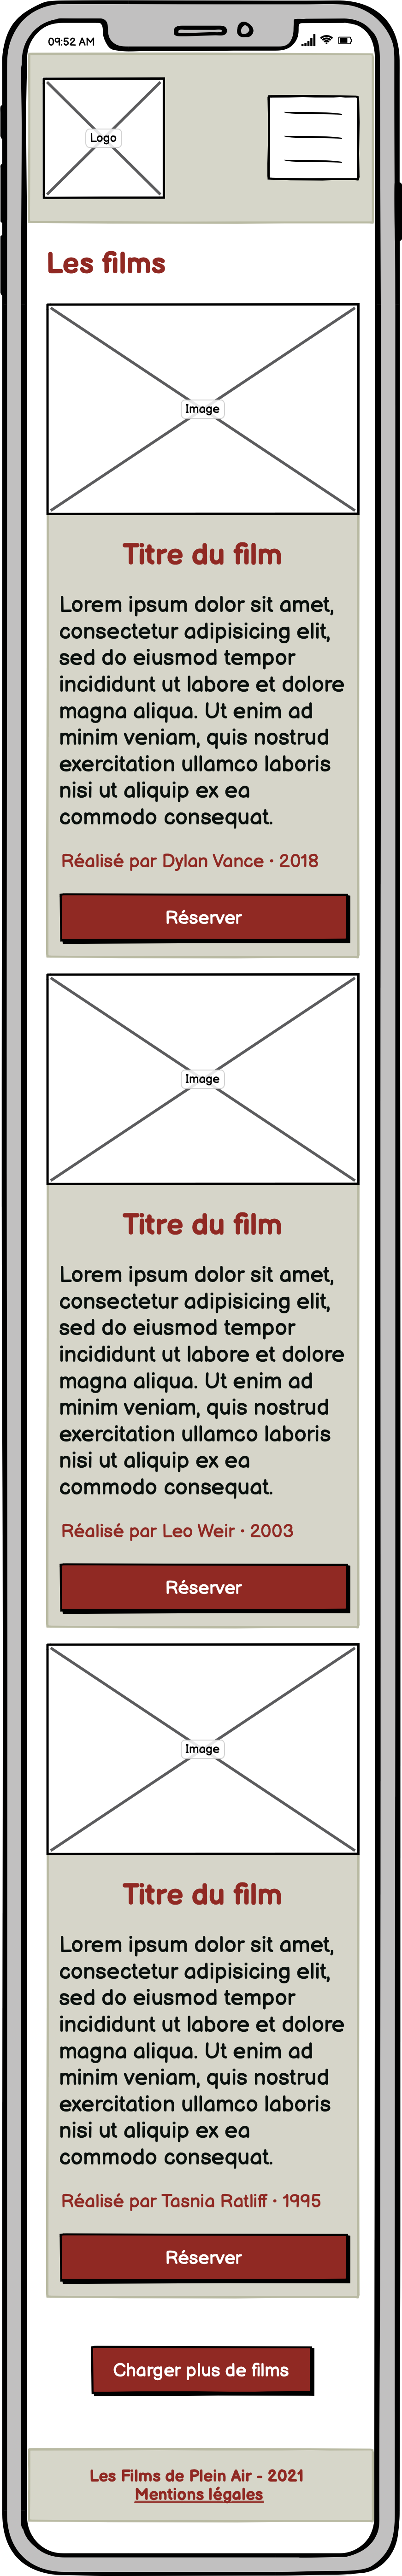 09:52 AM
Logo
Les films
Image
Titre du film
Lorem ipsum dolor sit amet,
consectetur adipisicing elit,
sed do eiusmod tempor
incididunt ut labore et dolore
magna aliqua. Ut enim ad
minim veniam, quis nostrud
exercitation ullamco laboris
nisi ut aliquip ex ea
commodo consequat.
Réalisé par Dylan Vance • 2018
Réserver
Image
Titre du film
Lorem ipsum dolor sit amet,
consectetur adipisicing elit,
sed do eiusmod tempor
incididunt ut labore et dolore
magna aliqua. Ut enim ad
minim veniam, quis nostrud
exercitation ullamco laboris
nisi ut aliquip ex ea
commodo consequat.
Réalisé par Leo Weir • 2003
Réserver
Image
Titre du film
Lorem ipsum dolor sit amet,
consectetur adipisicing elit,
sed do eiusmod tempor
incididunt ut labore et dolore
magna aliqua. Ut enim ad
minim veniam, quis nostrud
exercitation ullamco laboris
nisi ut aliquip ex ea
commodo consequat.
Réalisé par Tasnia Ratliff • 1995
Réserver
Charger plus de films
Les Films de Plein Air - 2021
Mentions légales